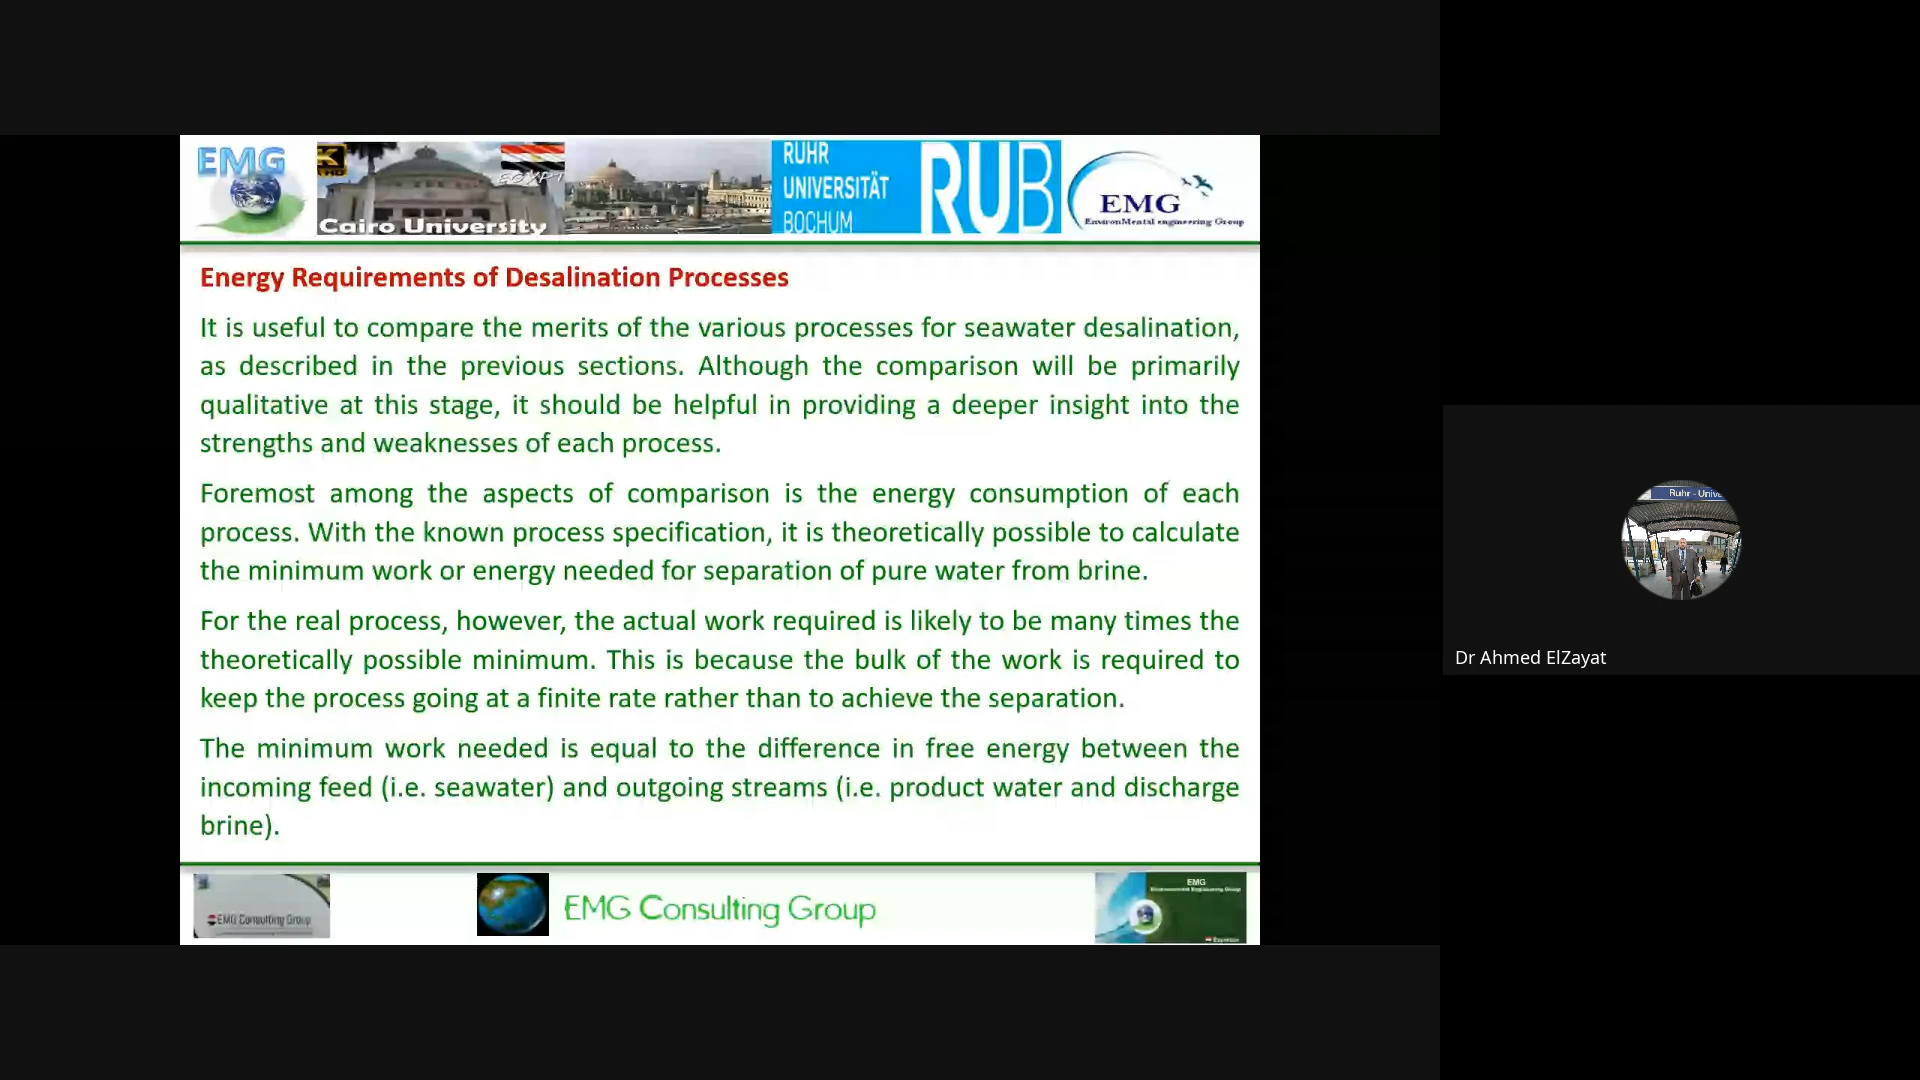 EMG
K
HD
EGYPT
Cairo University
RUHR
UNIVERSITÄT
BOCHUM
RUB
EMG
EnvironMental engineering Group
Energy Requirements of Desalination Processes
It is useful to compare the merits of the various processes for seawater desalination,
as described in the previous sections. Although the comparison will be primarily
qualitative at this stage, it should be helpful in providing a deeper insight into the
strengths and weaknesses of each process.
Foremost among the aspects of comparison is the energy consumption of each
process. With the known process specification, it is theoretically possible to calculate
the minimum work or energy needed for separation of pure water from brine.
For the real process, however, the actual work required is likely to be many times the
theoretically possible minimum. This is because the bulk of the work is required to
keep the process going at a finite rate rather than to achieve the separation.
The minimum work needed is equal to the difference in free energy between the
incoming feed (i.e. seawater) and outgoing streams (i.e. product water and discharge
brine).
EMG Consulting Group
EMG Consulting Group
EMG
Environmental Engineering Group
Ruhr - Unive
Dr Ahmed ElZayat